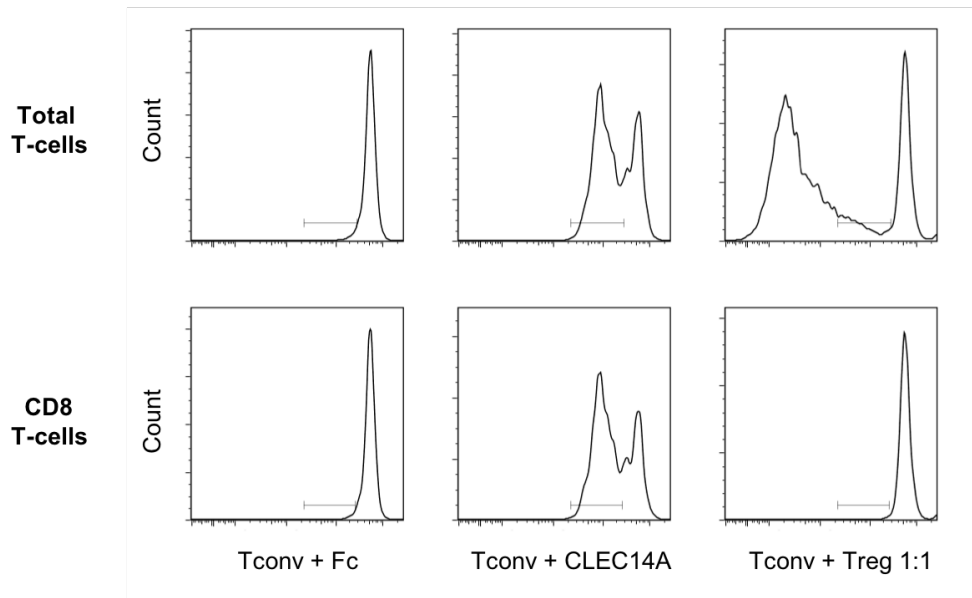 Total
T-cells
Count
CD8
T-cells
Count
Tconv + Fc
Tconv + CLEC14A
Tconv + Treg 1:1